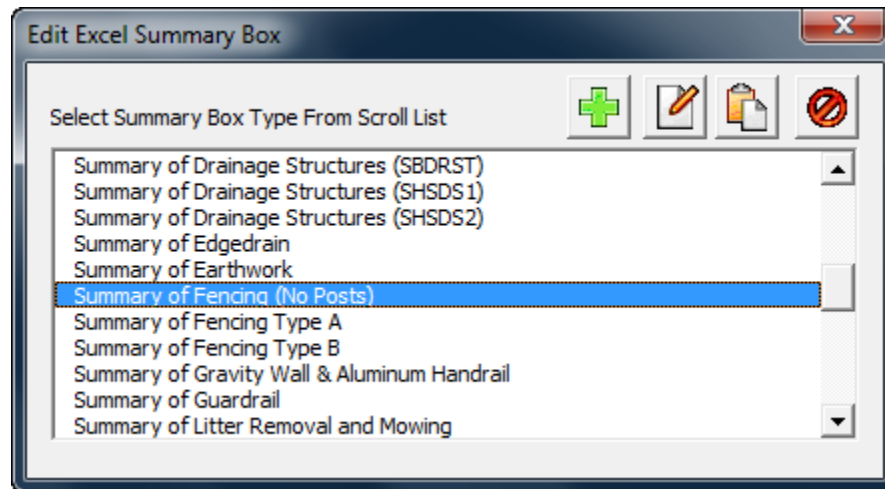 Edit Excel Summary Box
Select Summary Box Type From Scroll List
Summary of Drainage Structures (SBDRST)
Summary of Drainage Structures (SHSDS1)
Summary of Drainage Structures (SHSDS2)
Summary of Edgedrain
Summary of Earthwork
Summary of Fencing (No Posts)
Summary of Fencing Type A
Summary of Fencing Type B
Summary of Gravity Wall & Aluminum Handrail
Summary of Guardrail
Summary of Litter Removal and Mowing